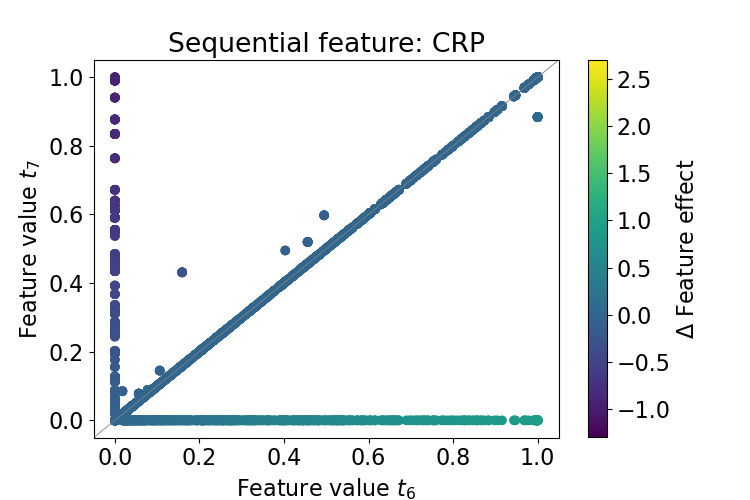 Sequential feature: CRP
1.0
0.8
0.6
0.4
0.2
0.0
Feature value t₇
0.0 0.2 0.4 0.6 0.8 1.0
Feature value t₆
2.5
2.0
1.5
1.0
0.5
0.0
−0.5
−1.0
Δ Feature effect